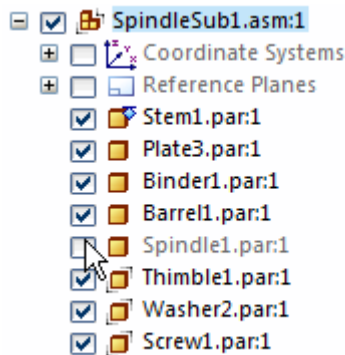 SpindleSub1.asm:1
Coordinate Systems
Reference Planes
Stem1.par:1
Plate3.par:1
Binder1.par:1
Barrel1.par:1
Spindle1.par:1
Thimble1.par:1
Washer2.par:1
Screw1.par:1